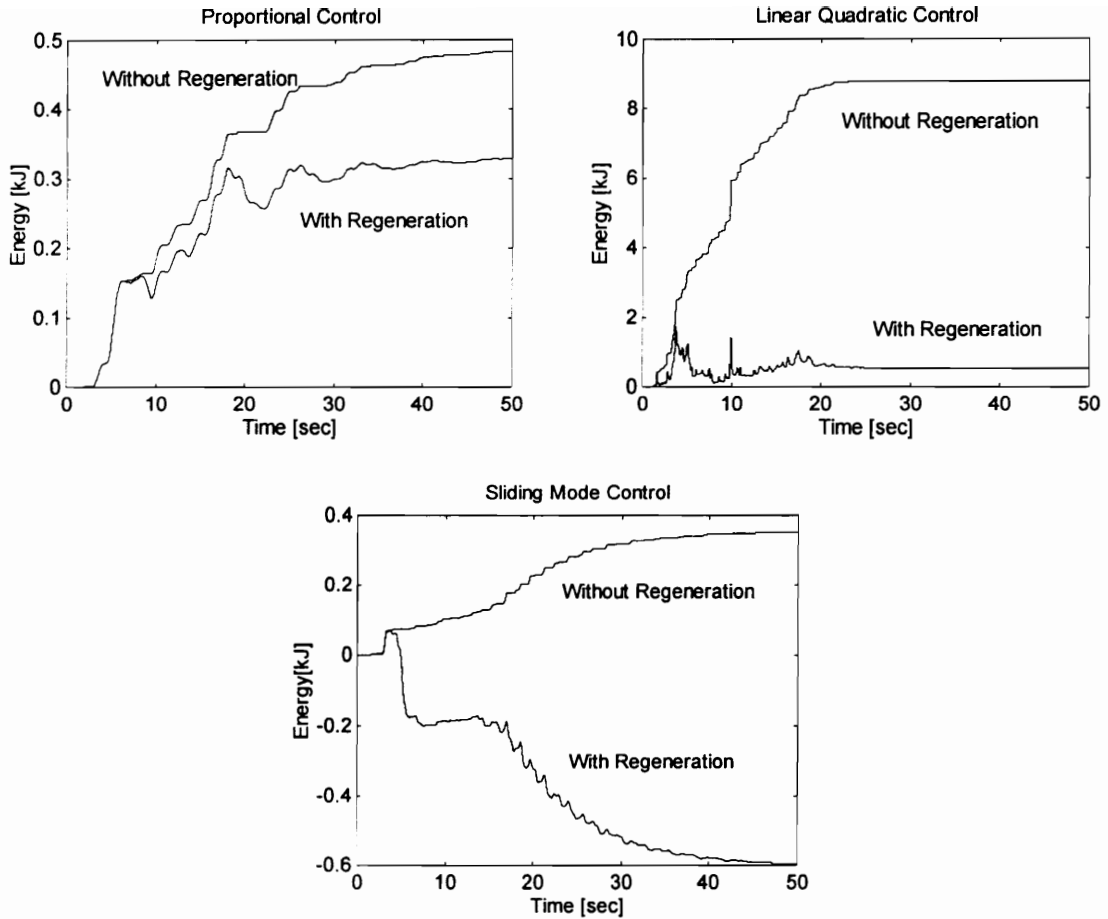 Proportional Control
0.5
0.4
0.3
0.2
0.1
0
Energy [kJ]
Without Regeneration
With Regeneration
0 10 20 30 40 50
Time [sec]
Linear Quadratic Control
10
8
6
4
2
0
Energy [kJ]
Without Regeneration
With Regeneration
0 10 20 30 40 50
Time [sec]
Sliding Mode Control
0.4
0.2
0
-0.2
-0.4
-0.6
Energy[kJ]
Without Regeneration
With Regeneration
0 10 20 30 40 50
Time [sec]